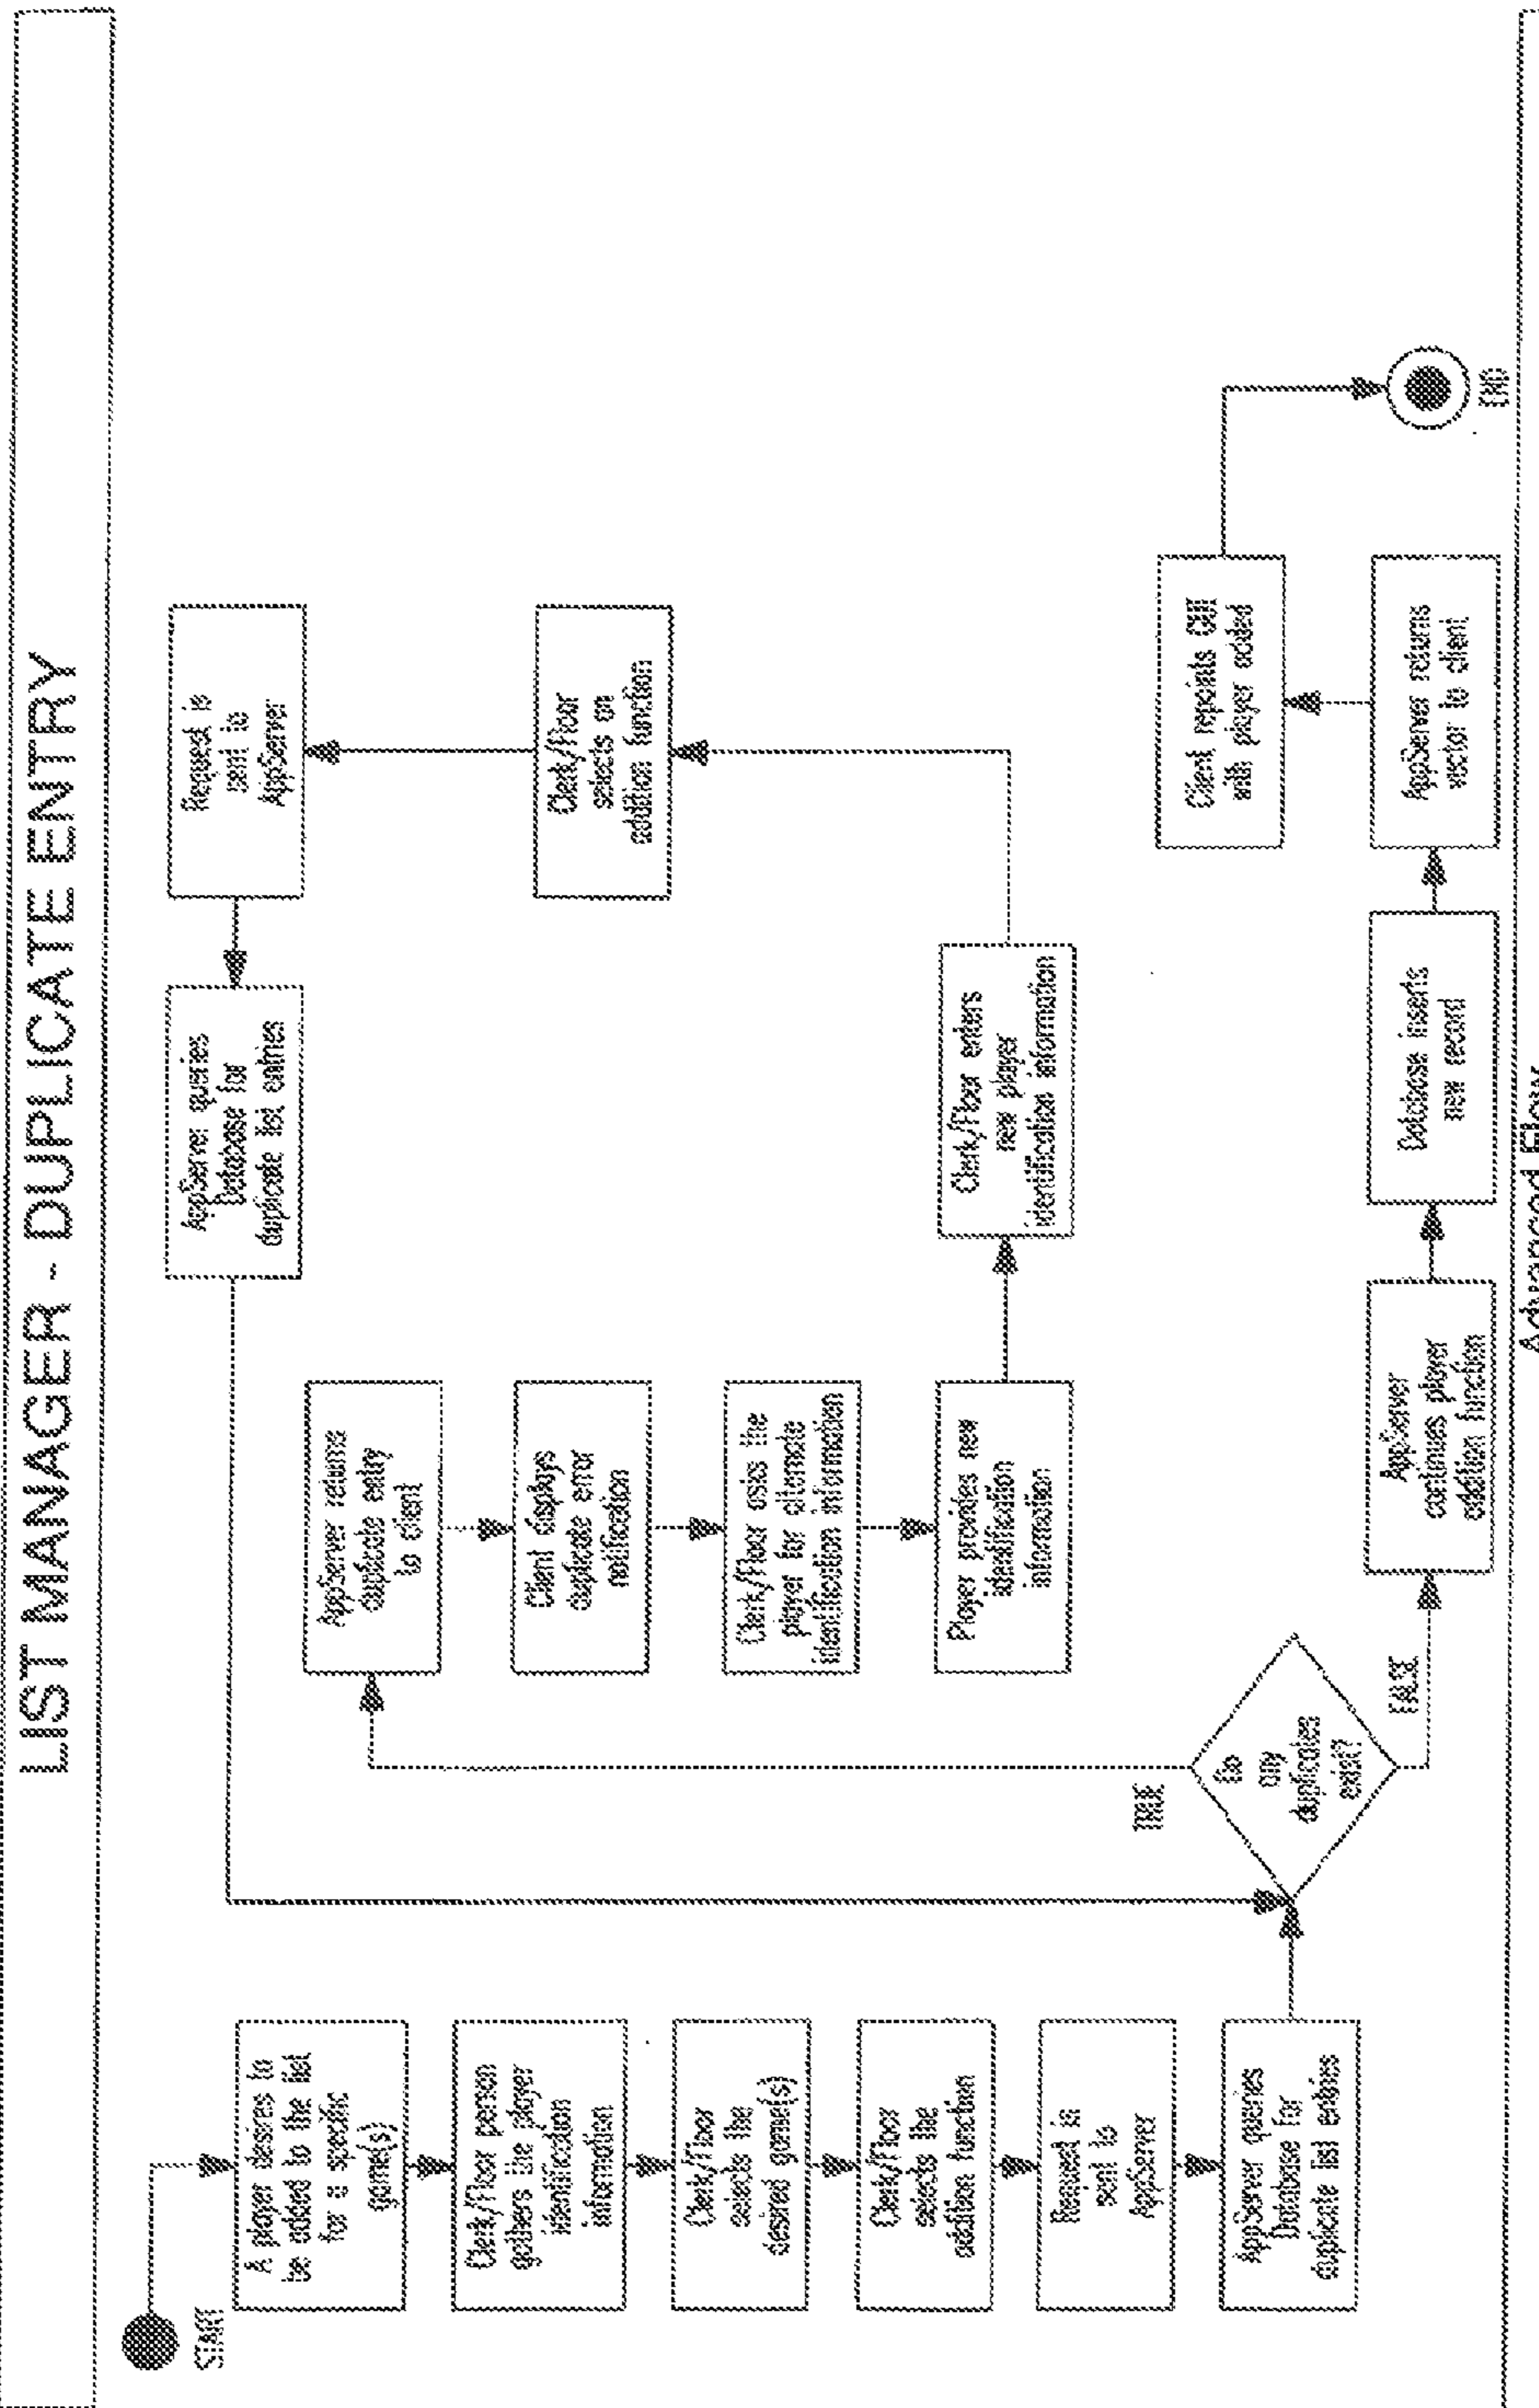 LIST MANAGER - DUPLICATE ENTRY
START
A player desires to
be added to the list
for a specific
game(s)
Clerk/Floor person
gathers the player
identification
information
Clerk/Floor
selects the
desired game(s)
Clerk/Floor
selects the
addition function
Request is
sent to
AppServer
AppServer queries
Database for
duplicate list entries
Do
any
duplicates
exist?
TRUE
FALSE
AppServer returns
duplicate entry
to client
Client displays
duplicate error
notification
Clerk/Floor asks the
player for alternate
identification information
Player provides new
identification
information
Clerk/Floor enters
new player
identification information
Clerk/Floor
selects on
addition function
Request is
sent to
AppServer
AppServer queries
Database for
duplicate list entries
AppServer
continues player
addition function
Database inserts
new record
AppServer returns
vector to client
Client repaints GUI
with player added
END
Advanced Flow